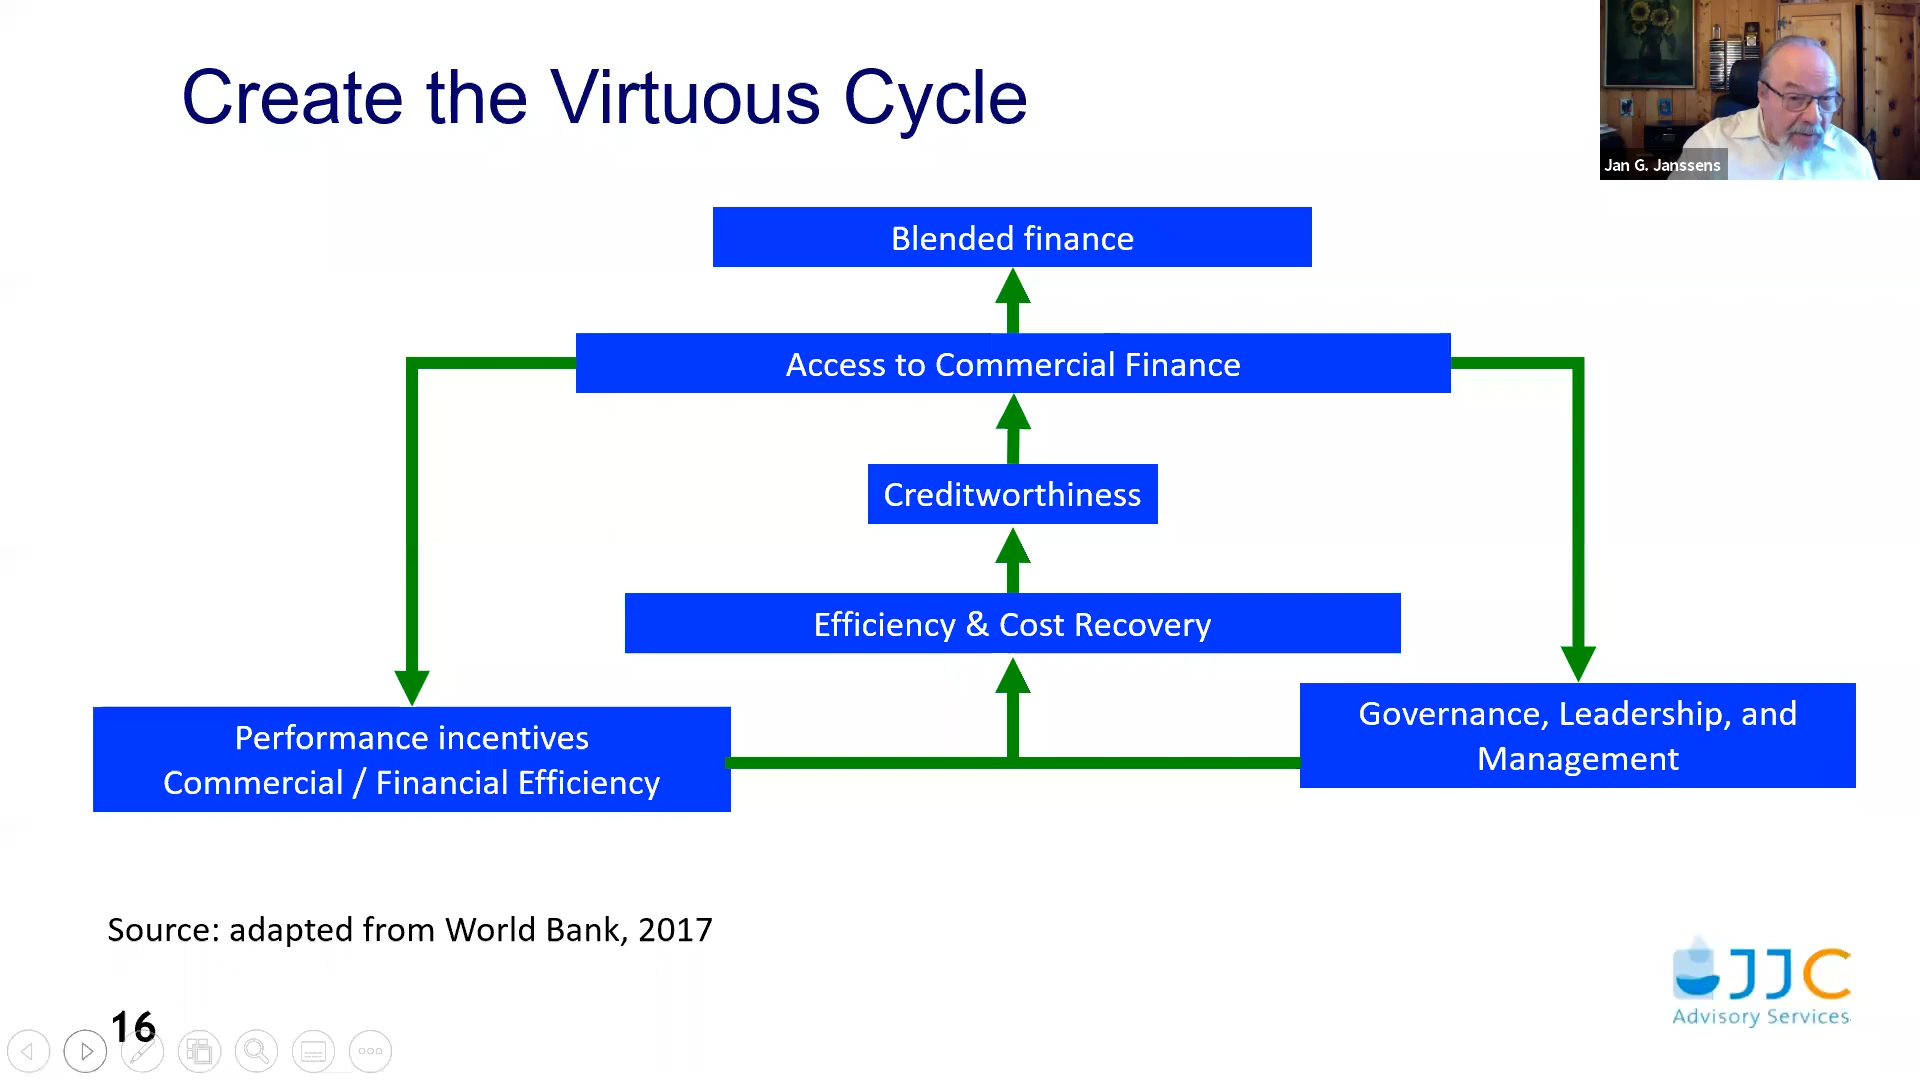 Create the Virtuous Cycle
Jan G. Janssens
Blended finance
Access to Commercial Finance
Creditworthiness
Efficiency & Cost Recovery
Performance incentives
Commercial / Financial Efficiency
Governance, Leadership, and
Management
Source: adapted from World Bank, 2017
JJC
Advisory Services
16